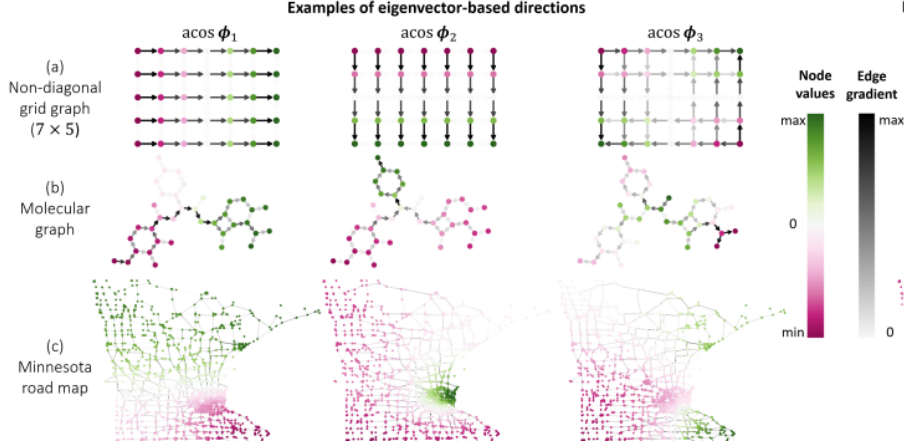 Examples of eigenvector-based directions
acos ϕ₁
acos ϕ₂
acos ϕ₃
(a)
Non-diagonal
grid graph
(7 × 5)
(b)
Molecular
graph
(c)
Minnesota
road map
Node
values
Edge
gradient
max
0
min
max
0